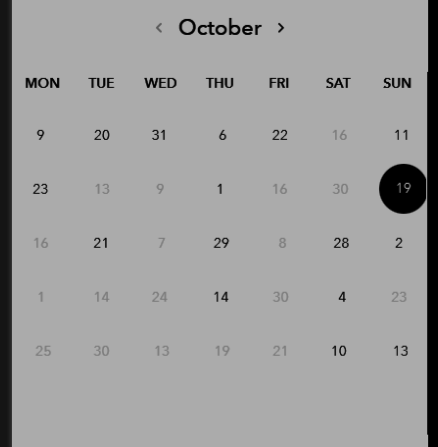 ‹ October ›
MON TUE WED THU FRI SAT SUN
9 20 31 6 22 16 11
23 13 9 1 16 30 19
16 21 7 29 8 28 2
1 14 24 14 30 4 23
25 30 13 19 21 10 13